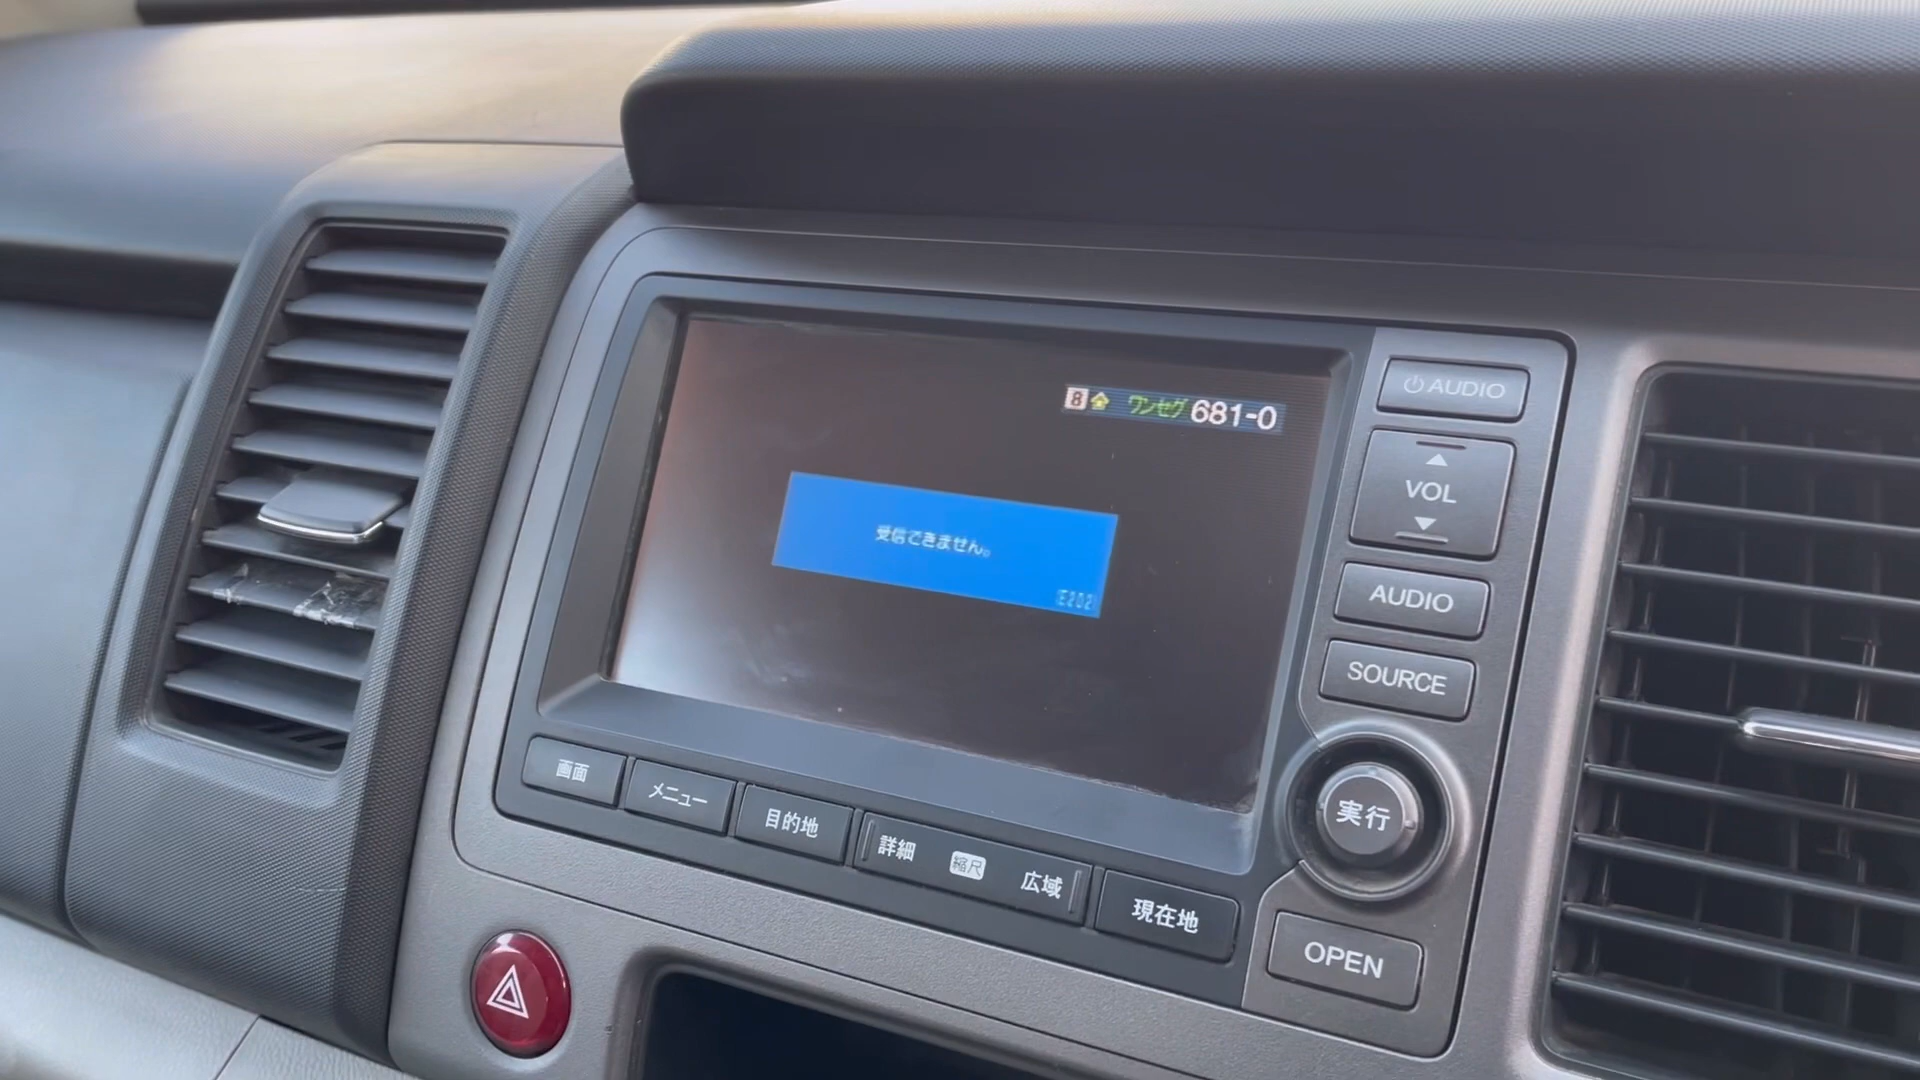 8 全 ワンセグ 681-0
受信できません。
(E202)
AUDIO
VOL
AUDIO
SOURCE
実行
OPEN
画面
メニュー
目的地
詳細 縮尺 広域
現在地